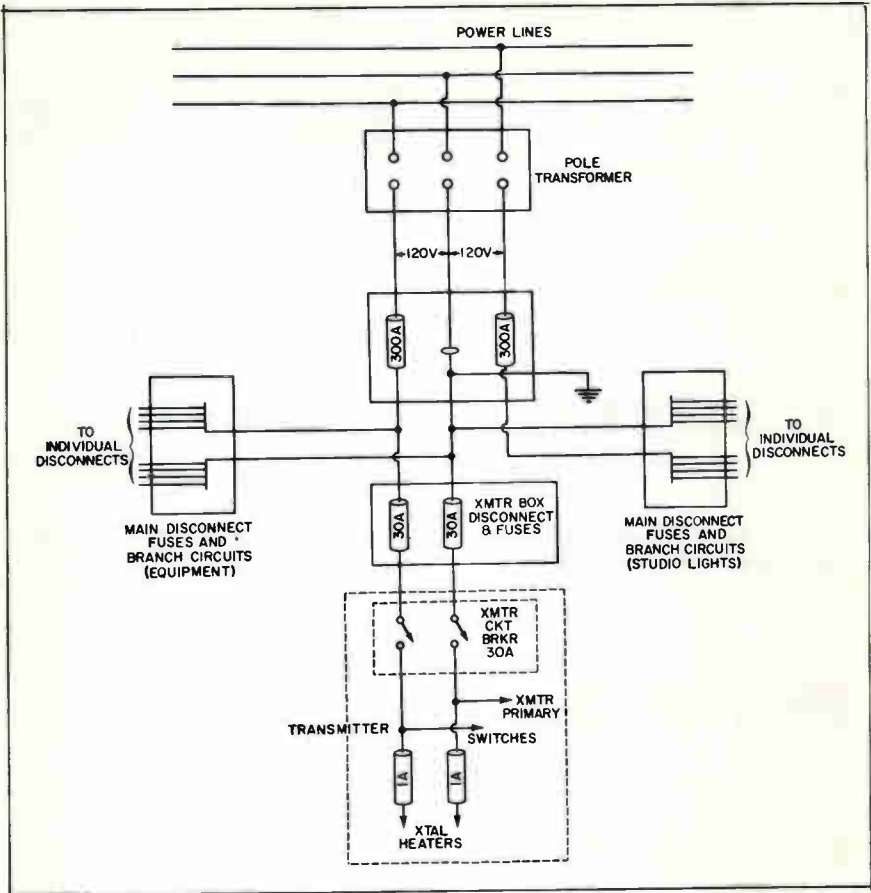 POWER LINES
POLE
TRANSFORMER
120V
120V
300A
300A
TO
INDIVIDUAL
DISCONNECTS
TO
INDIVIDUAL
DISCONNECTS
MAIN DISCONNECT
FUSES AND
BRANCH CIRCUITS
(EQUIPMENT)
30A
30A
XMTR BOX
DISCONNECT
& FUSES
MAIN DISCONNECT
FUSES AND
BRANCH CIRCUITS
(STUDIO LIGHTS)
XMTR
CKT
BRKR
30A
XMTR
PRIMARY
TRANSMITTER
SWITCHES
1A
1A
XTAL
HEATERS